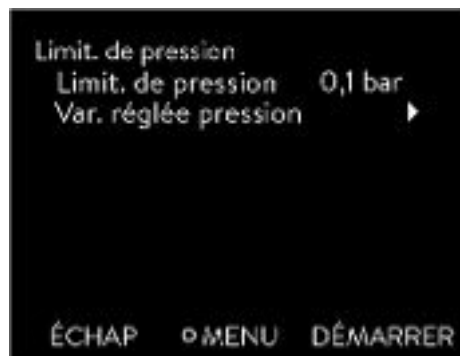 Limit. de pression
Limit. de pression 0,1 bar
Var. réglée pression
ÉCHAP MENU DÉMARRER